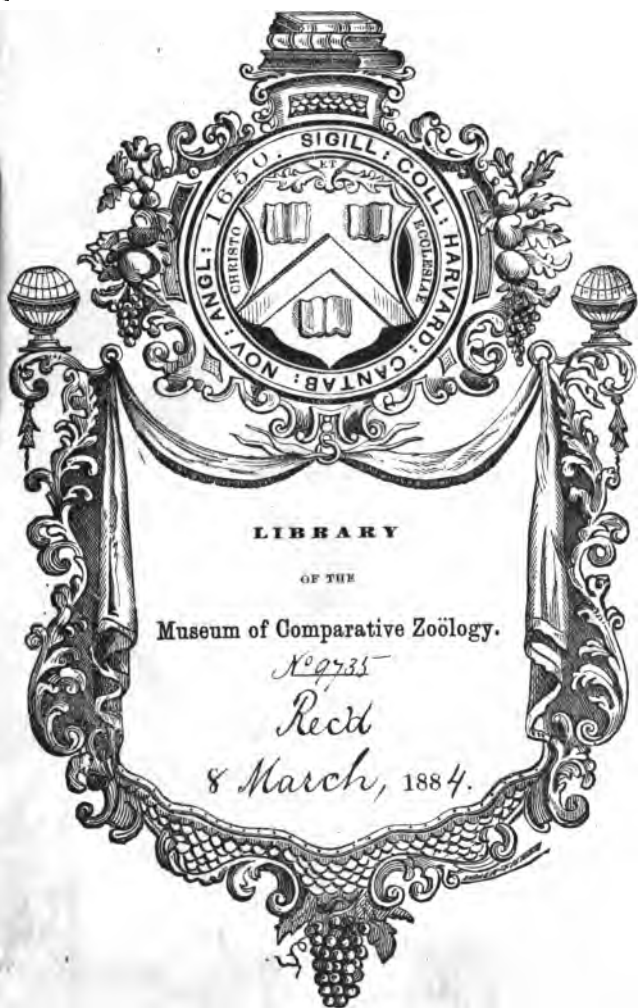 SIGILL: COLL: HARVARD: CANTAB: NOV: ANGL: 1650.
ET
CHRISTO
ECCLESIAE
LIBRARY
OF THE
Museum of Comparative Zoölogy.
No 9735
Rec'd
8 March, 1884.